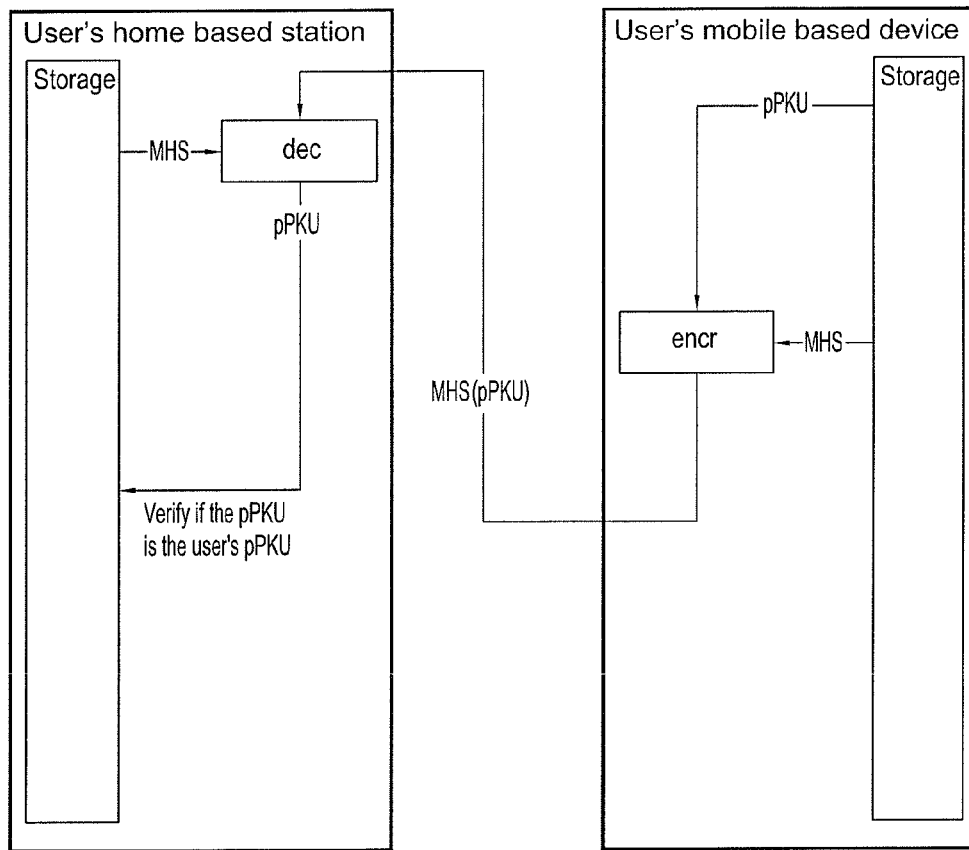 User's home based station
Storage
MHS
dec
pPKU
Verify if the pPKU
is the user's pPKU
MHS(pPKU)
User's mobile based device
Storage
pPKU
encr
MHS